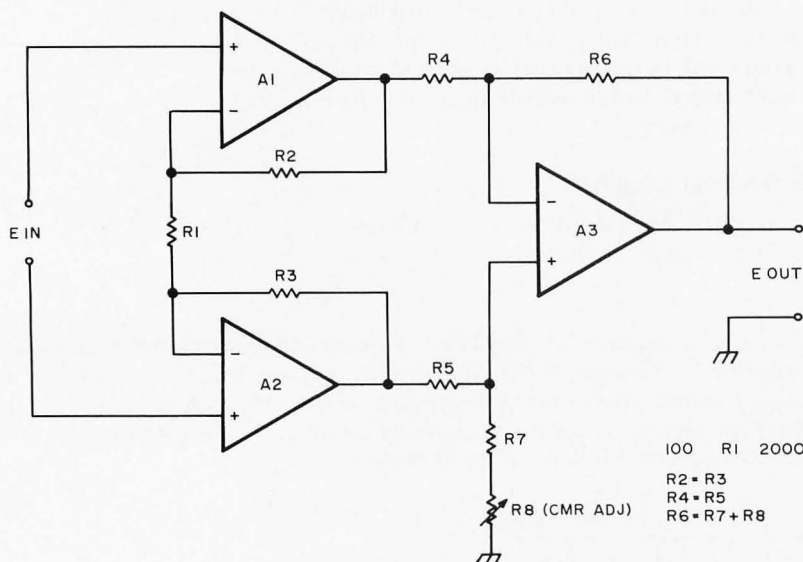 +
A1
−
R4
R6
R2
E IN
R1
−
A3
+
R3
E OUT
−
A2
+
R5
R7
R8 (CMR ADJ)
100 R1 2000
R2=R3
R4=R5
R6=R7+R8